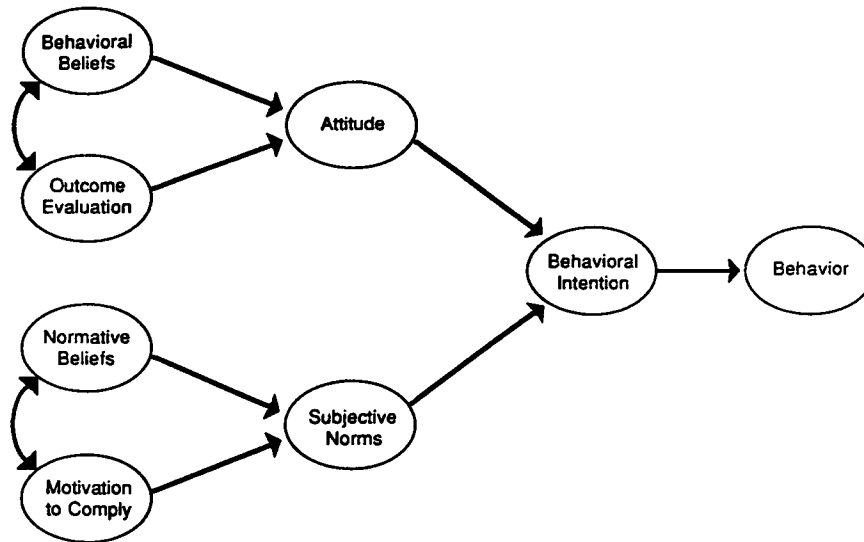 Behavioral
Beliefs
Attitude
Outcome
Evaluation
Behavioral
Intention
Behavior
Normative
Beliefs
Subjective
Norms
Motivation
to Comply